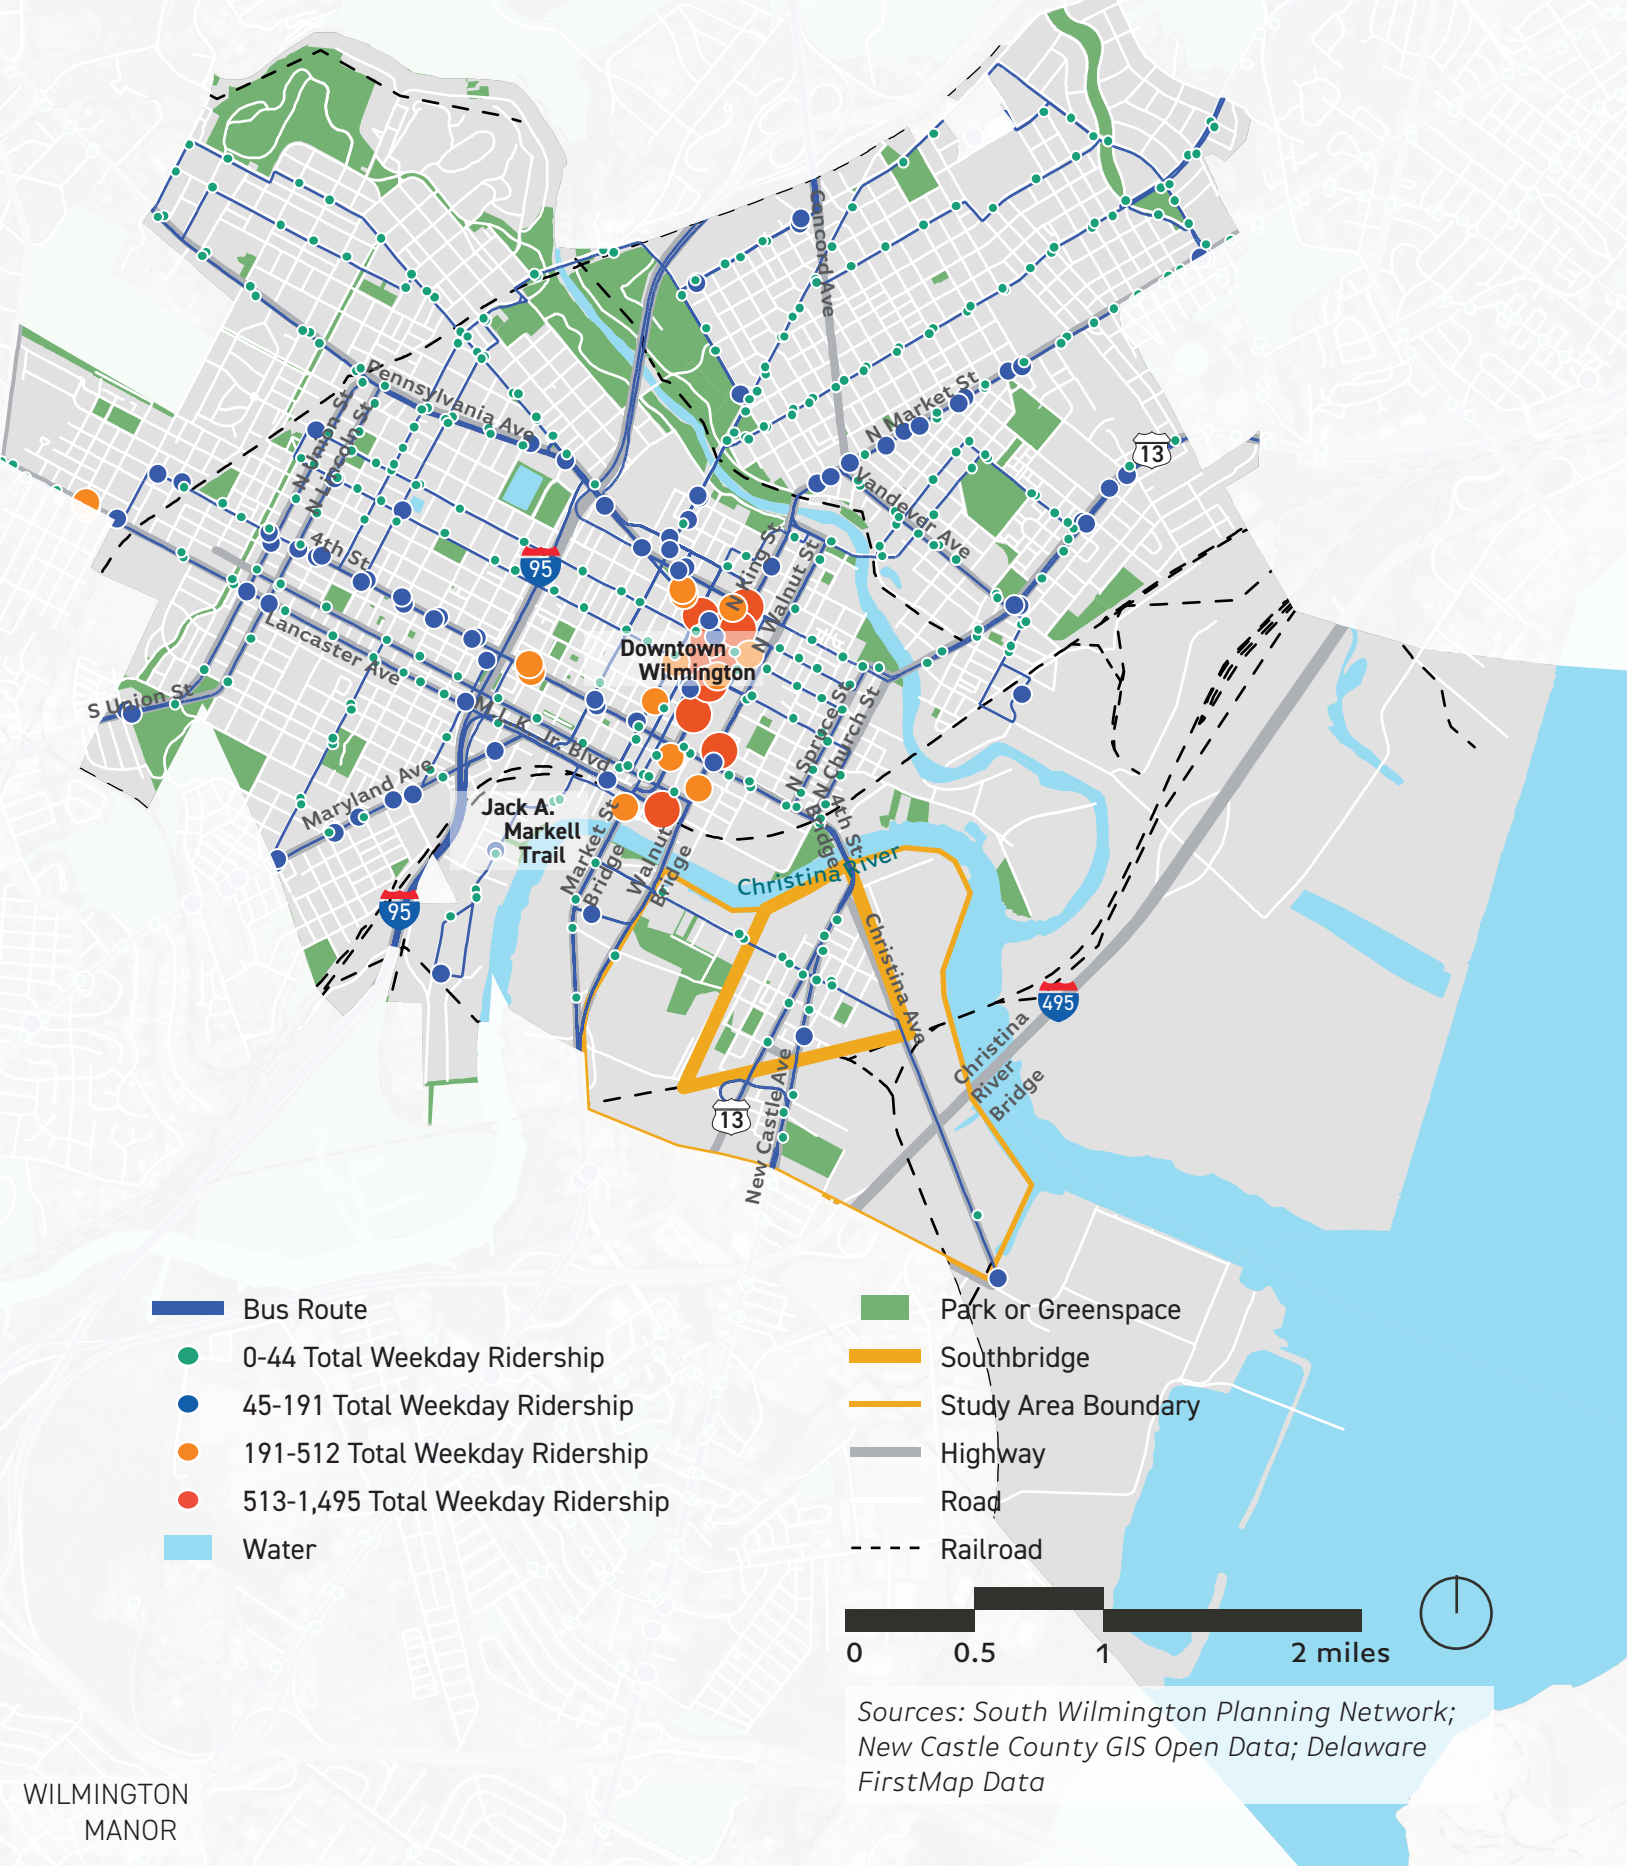 Concord Ave
Pennsylvania Ave
N Union St
N Lincoln St
N Market St
13
Vandever Ave
4th St
95
N King St
N Walnut St
Lancaster Ave
Downtown
Wilmington
S Union St
M.L.K. Jr. Blvd
N Spruce St
N Church St
Maryland Ave
Jack A.
Markell
Trail
Market St
Bridge
Walnut
Bridge
4th St.
Bridge
Christina River
95
Christina Ave
495
Christina
River
Bridge
New Castle Ave
13
Bus Route
0-44 Total Weekday Ridership
45-191 Total Weekday Ridership
191-512 Total Weekday Ridership
513-1,495 Total Weekday Ridership
Water
Park or Greenspace
Southbridge
Study Area Boundary
Highway
Road
Railroad
0 0.5 1 2 miles
Sources: South Wilmington Planning Network;
New Castle County GIS Open Data; Delaware
FirstMap Data
WILMINGTON
MANOR